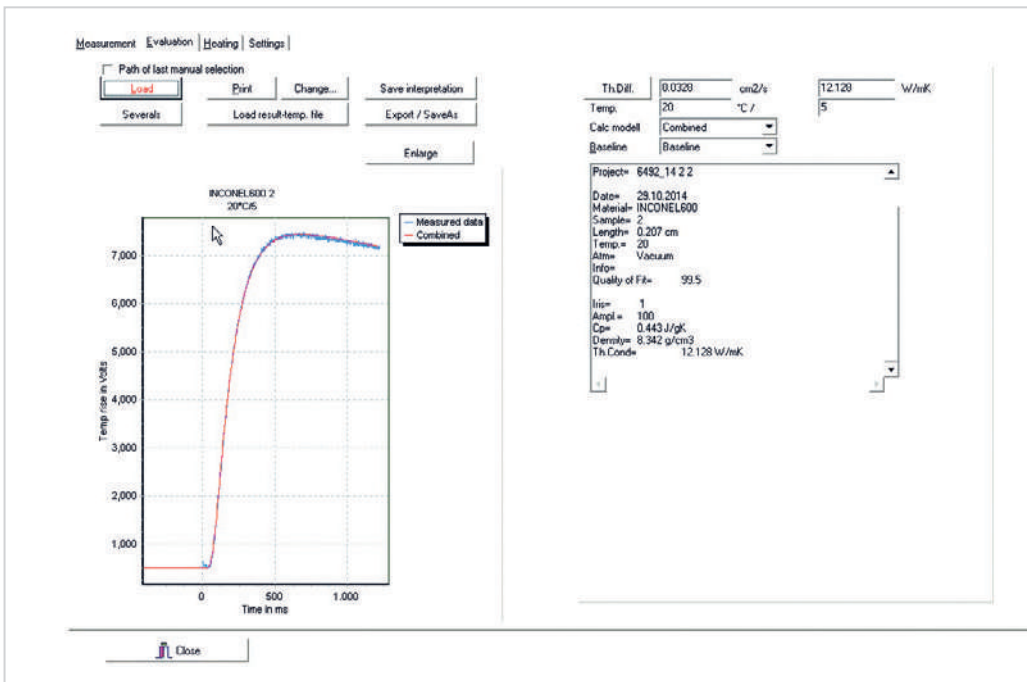 Measurement Evaluation Heating Settings
Path of last manual selection
Load Print Change... Save interpretation
Severals Load result-temp. file Export / SaveAs
Enlarge
Th.Diff. 0.0328 cm2/s 12.128 W/mK
Temp. 20 °C / 5
Calc modell Combined
Baseline Baseline
Project= 6492_14 2 2
Date= 29.10.2014
Material= INCONEL600
Sample= 2
Length= 0.207 cm
Temp.= 20
Atm= Vacuum
Info=
Quality of Fit= 99.5
Iris= 1
Ampl.= 100
Cp= 0.443 J/gK
Density= 8.342 g/cm3
Th.Cond= 12.128 W/mK
INCONEL600 2
20°C/5
Measured data
Combined
Temp rise in Volts
7,000
6,000
5,000
4,000
3,000
2,000
1,000
0 500 1.000
Time in ms
Close